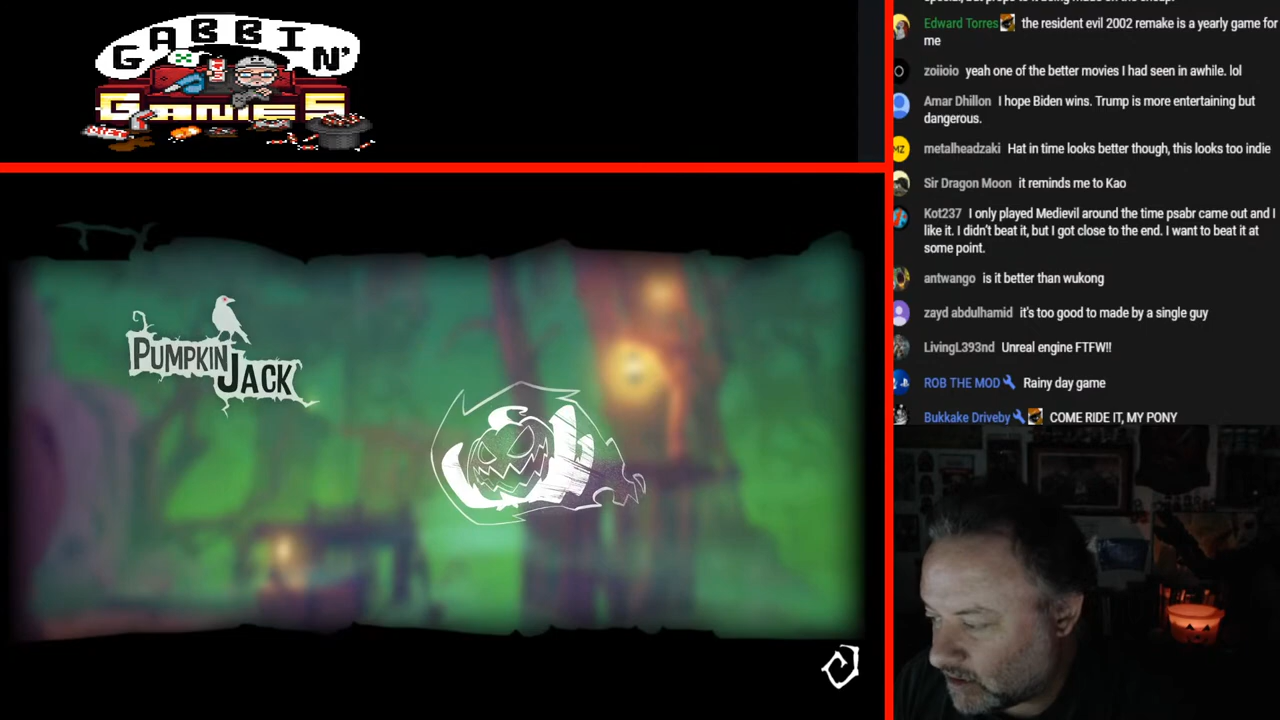 GABBIN'
GAMES
PUMPKIN
JACK
Edward Torres the resident evil 2002 remake is a yearly game for
me
zoiioio yeah one of the better movies I had seen in awhile. lol
Amar Dhillon I hope Biden wins. Trump is more entertaining but
dangerous.
MZ metalheadzaki Hat in time looks better though, this looks too indie
Sir Dragon Moon it reminds me to Kao
Kot237 I only played Medievil around the time psabr came out and I
like it. I didn't beat it, but I got close to the end. I want to beat it at
some point.
antwango is it better than wukong
zayd abdulhamid it's too good to made by a single guy
LivingL393nd Unreal engine FTFW!!
ROB THE MOD Rainy day game
Bukkake Driveby COME RIDE IT, MY PONY